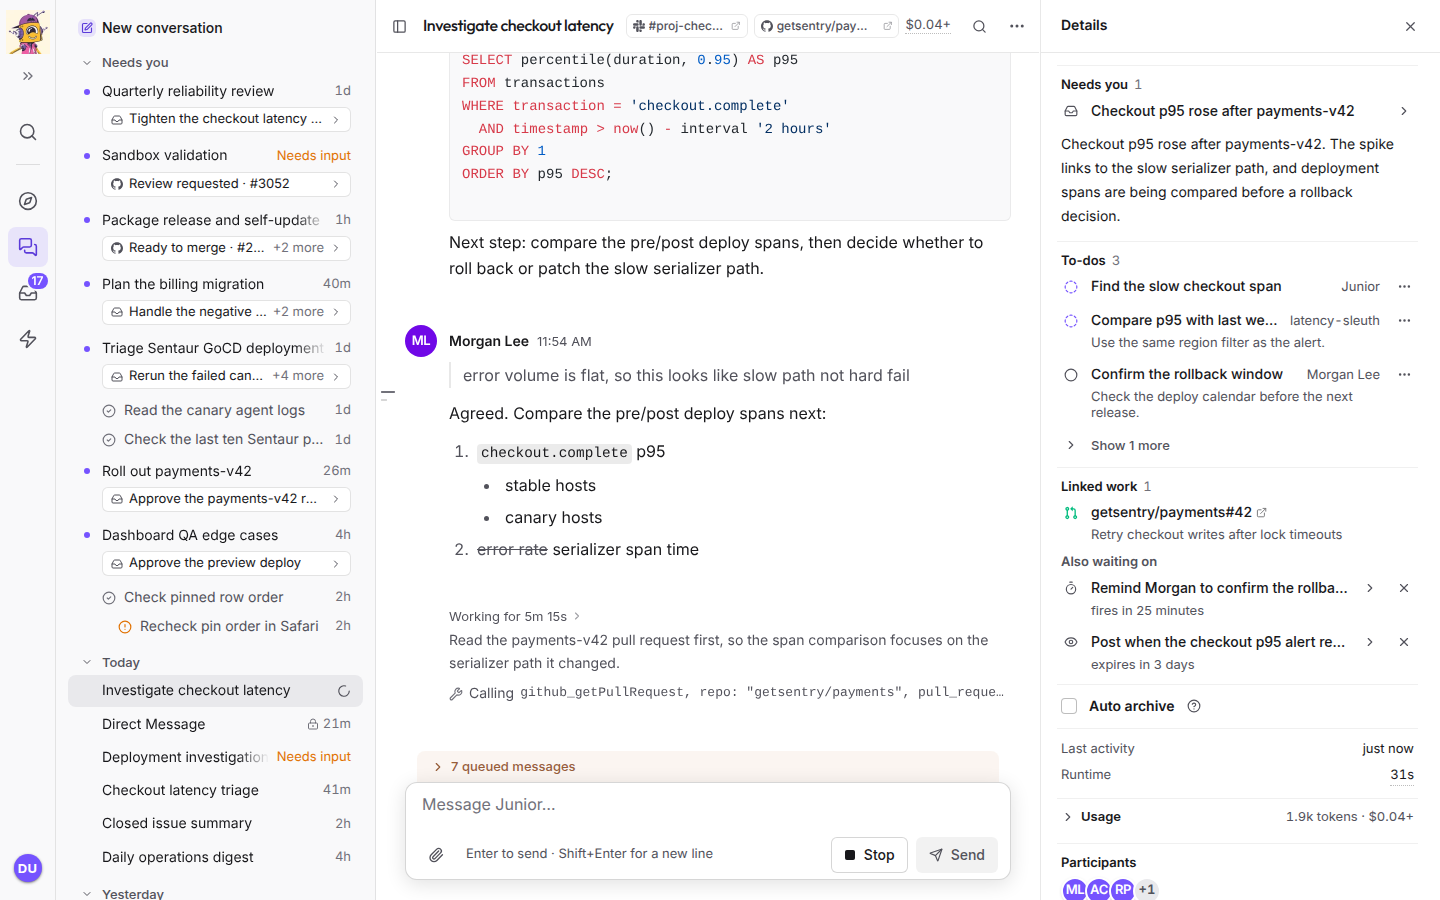 New conversation
Needs you
Quarterly reliability review 1d
Tighten the checkout latency ...
Sandbox validation Needs input
Review requested · #3052
Package release and self-update 1h
Ready to merge · #2... +2 more
Plan the billing migration 40m
Handle the negative ... +2 more
Triage Sentaur GoCD deployment 1d
Rerun the failed can... +4 more
Read the canary agent logs 1d
Check the last ten Sentaur p... 1d
Roll out payments-v42 26m
Approve the payments-v42 r...
Dashboard QA edge cases 4h
Approve the preview deploy
Check pinned row order 2h
Recheck pin order in Safari 2h
Today
Investigate checkout latency
Direct Message 21m
Deployment investigation Needs input
Checkout latency triage 41m
Closed issue summary 2h
Daily operations digest 4h
Yesterday
17
DU
Investigate checkout latency #proj-chec... getsentry/pay... $0.04+
SELECT percentile(duration, 0.95) AS p95
FROM transactions
WHERE transaction = 'checkout.complete'
AND timestamp > now() - interval '2 hours'
GROUP BY 1
ORDER BY p95 DESC;
Next step: compare the pre/post deploy spans, then decide whether to
roll back or patch the slow serializer path.
ML Morgan Lee 11:54 AM
error volume is flat, so this looks like slow path not hard fail
Agreed. Compare the pre/post deploy spans next:
1. checkout.complete p95
• stable hosts
• canary hosts
2. error rate serializer span time
Working for 5m 15s
Read the payments-v42 pull request first, so the span comparison focuses on the
serializer path it changed.
Calling github_getPullRequest, repo: "getsentry/payments", pull_reque...
7 queued messages
Message Junior...
Enter to send · Shift+Enter for a new line Stop Send
Details
Needs you 1
Checkout p95 rose after payments-v42
Checkout p95 rose after payments-v42. The spike
links to the slow serializer path, and deployment
spans are being compared before a rollback
decision.
To-dos 3
Find the slow checkout span Junior
Compare p95 with last we... latency-sleuth
Use the same region filter as the alert.
Confirm the rollback window Morgan Lee
Check the deploy calendar before the next
release.
Show 1 more
Linked work 1
getsentry/payments#42
Retry checkout writes after lock timeouts
Also waiting on
Remind Morgan to confirm the rollba...
fires in 25 minutes
Post when the checkout p95 alert re...
expires in 3 days
Auto archive
Last activity just now
Runtime 31s
Usage 1.9k tokens · $0.04+
Participants
ML AC RP +1